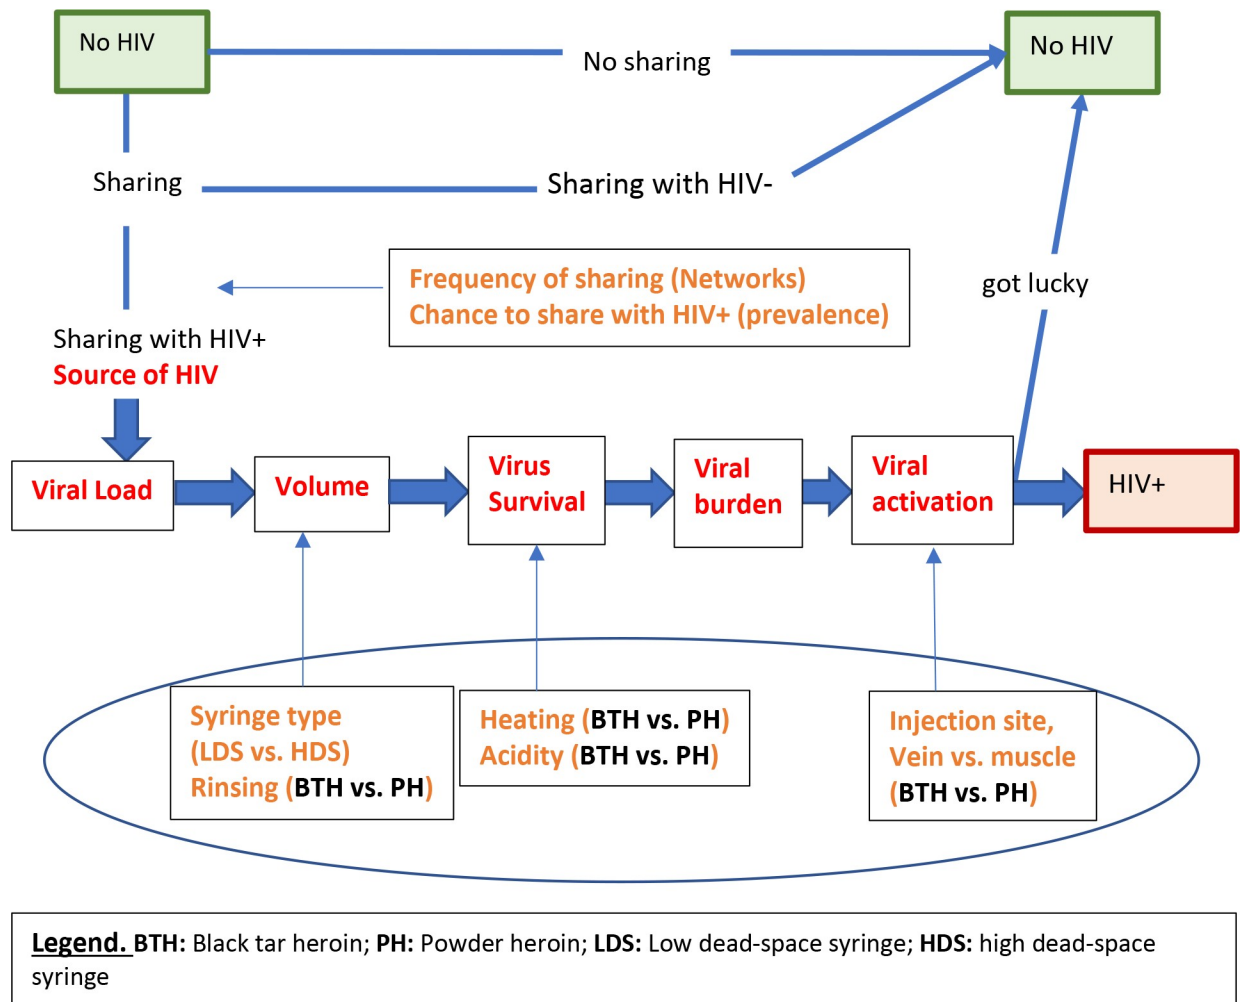 No HIV
No HIV
No sharing
Sharing
Sharing with HIV-
Frequency of sharing (Networks)
Chance to share with HIV+ (prevalence)
got lucky
Sharing with HIV+
Source of HIV
Viral Load
Volume
Virus
Survival
Viral
burden
Viral
activation
HIV+
Syringe type
(LDS vs. HDS)
Rinsing (BTH vs. PH)
Heating (BTH vs. PH)
Acidity (BTH vs. PH)
Injection site,
Vein vs. muscle
(BTH vs. PH)
Legend. BTH: Black tar heroin; PH: Powder heroin; LDS: Low dead-space syringe; HDS: high dead-space
syringe